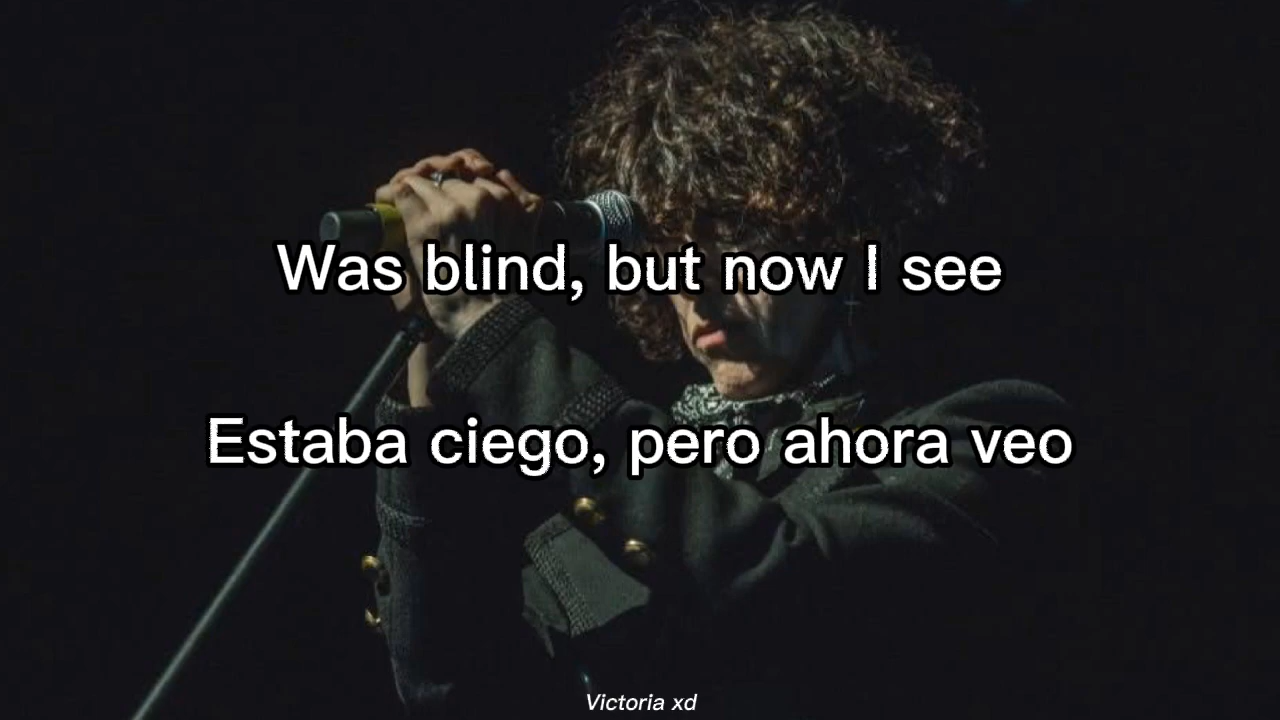 Was blind, but now I see
Estaba ciego, pero ahora veo
Victoria xd